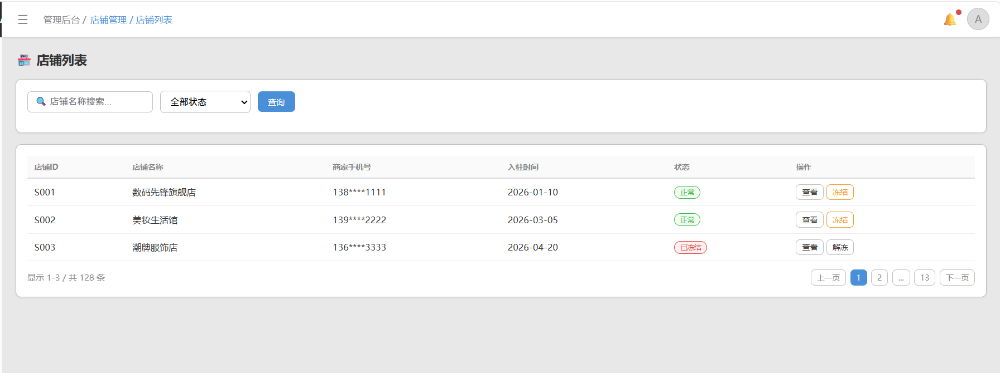 管理后台 / 店铺管理 / 店铺列表
A
店铺列表
店铺名称搜索...
全部状态
查询
店铺ID 店铺名称 商家手机号 入驻时间 状态 操作
S001 数码先锋旗舰店 138****1111 2026-01-10 正常 查看 冻结
S002 美妆生活馆 139****2222 2026-03-05 正常 查看 冻结
S003 潮牌服饰店 136****3333 2026-04-20 已冻结 查看 解冻
显示 1-3 / 共 128 条
上一页 1 2 ... 13 下一页